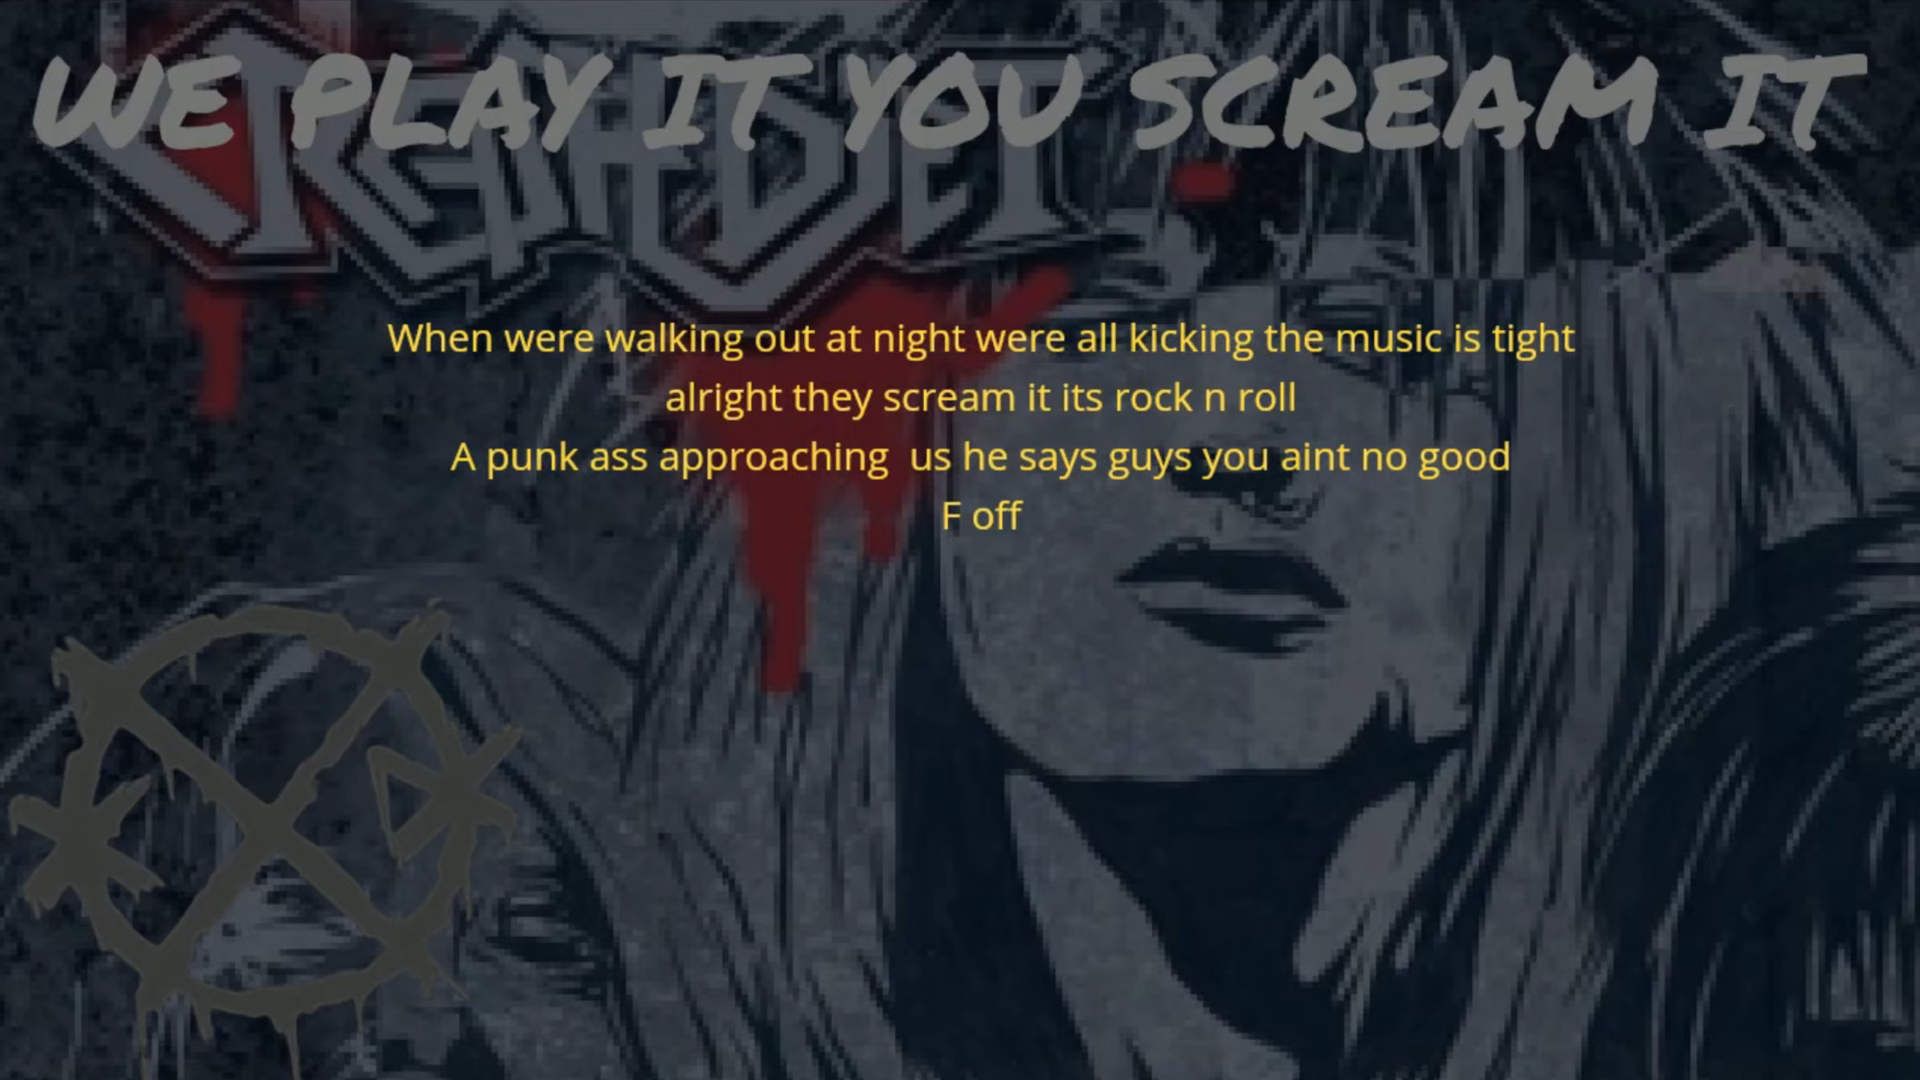 WE PLAY IT YOU SCREAM IT
When were walking out at night were all kicking the music is tight
alright they scream it its rock n roll
A punk ass approaching  us he says guys you aint no good
F off